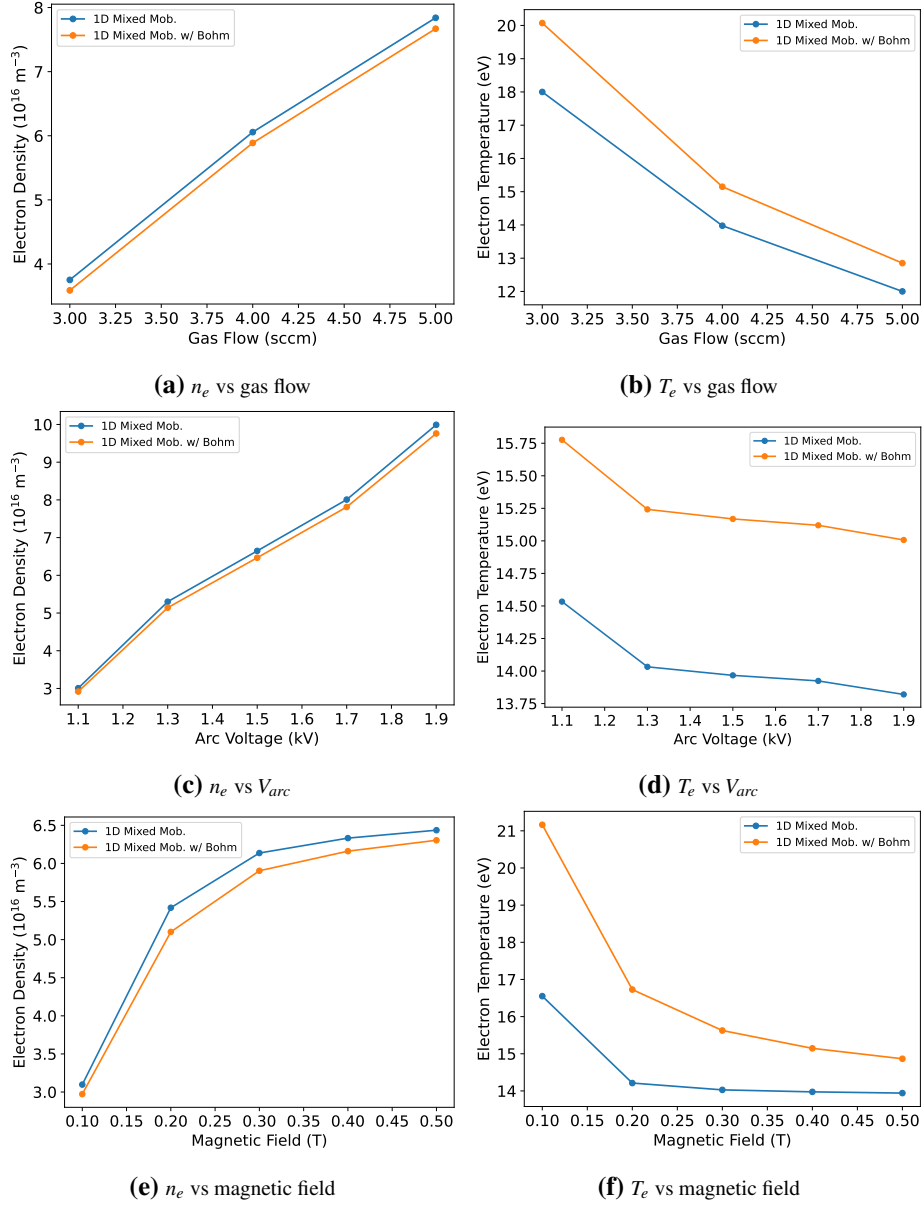 1D Mixed Mob.
1D Mixed Mob. w/ Bohm
Electron Density (10¹⁶ m⁻³)
7
6
5
4
3.00 3.25 3.50 3.75 4.00 4.25 4.50 4.75 5.00
Gas Flow (sccm)
(a) nₑ vs gas flow
1D Mixed Mob.
1D Mixed Mob. w/ Bohm
Electron Temperature (eV)
20
19
18
17
16
15
14
13
12
3.00 3.25 3.50 3.75 4.00 4.25 4.50 4.75 5.00
Gas Flow (sccm)
(b) Tₑ vs gas flow
1D Mixed Mob.
1D Mixed Mob. w/ Bohm
Electron Density (10¹⁶ m⁻³)
10
9
8
7
6
5
4
3
1.1 1.2 1.3 1.4 1.5 1.6 1.7 1.8 1.9
Arc Voltage (kV)
(c) nₑ vs V_arc
1D Mixed Mob.
1D Mixed Mob. w/ Bohm
Electron Temperature (eV)
15.75
15.50
15.25
15.00
14.75
14.50
14.25
14.00
13.75
1.1 1.2 1.3 1.4 1.5 1.6 1.7 1.8 1.9
Arc Voltage (kV)
(d) Tₑ vs V_arc
1D Mixed Mob.
1D Mixed Mob. w/ Bohm
Electron Density (10¹⁶ m⁻³)
6.5
6.0
5.5
5.0
4.5
4.0
3.5
3.0
0.10 0.15 0.20 0.25 0.30 0.35 0.40 0.45 0.50
Magnetic Field (T)
(e) nₑ vs magnetic field
1D Mixed Mob.
1D Mixed Mob. w/ Bohm
Electron Temperature (eV)
21
20
19
18
17
16
15
14
0.10 0.15 0.20 0.25 0.30 0.35 0.40 0.45 0.50
Magnetic Field (T)
(f) Tₑ vs magnetic field